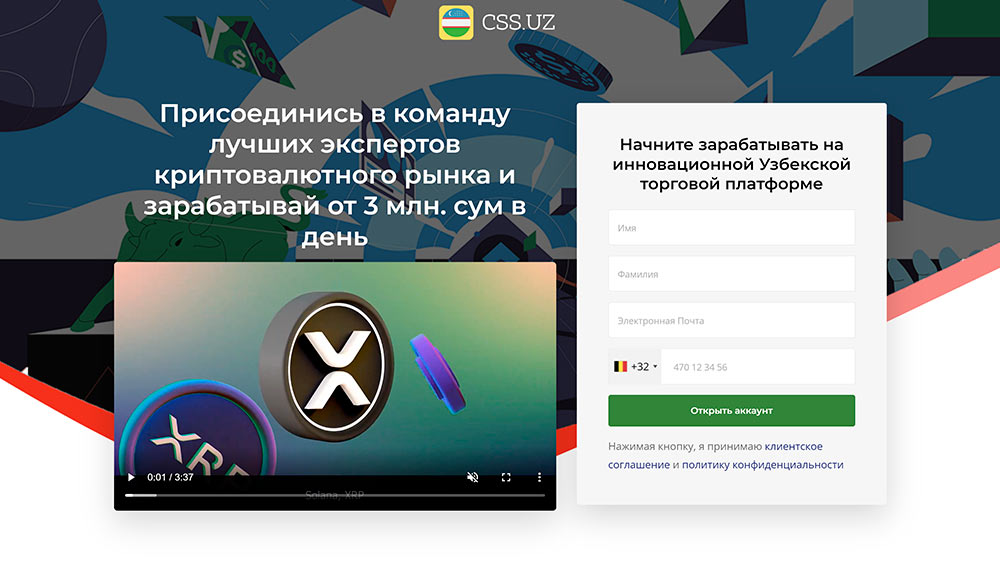 CSS.UZ
Присоединись в команду
лучших экспертов
криптовалютного рынка и
зарабатывай от 3 млн. сум в
день
XRP
0:01 / 3:37
Solana, XRP
Начните зарабатывать на
инновационной Узбекской
торговой платформе
Имя
Фамилия
Электронная Почта
+32 470 12 34 56
Открыть аккаунт
Нажимая кнопку, я принимаю клиентское
соглашение и политику конфиденциальности